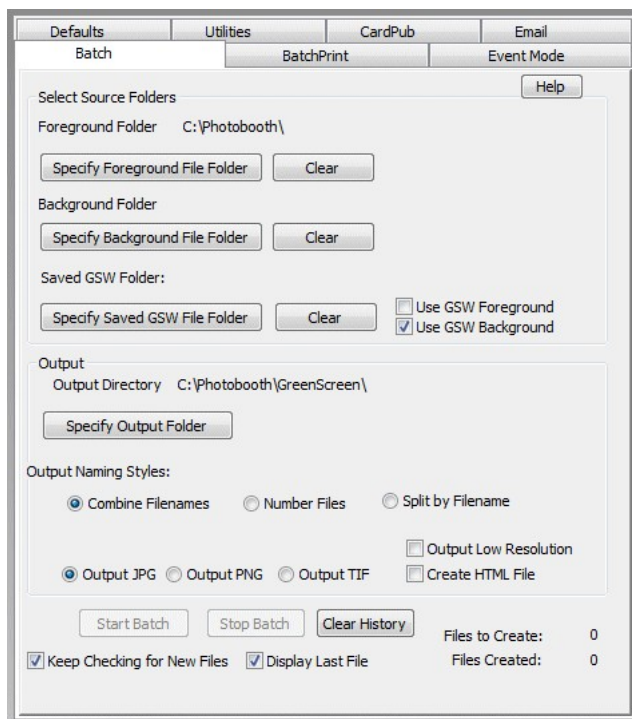 Defaults Utilities CardPub Email
Batch BatchPrint Event Mode
Help
Select Source Folders
Foreground Folder C:\Photobooth\
Specify Foreground File Folder Clear
Background Folder
Specify Background File Folder Clear
Saved GSW Folder:
Use GSW Foreground
Specify Saved GSW File Folder Clear
Use GSW Background
Output
Output Directory C:\Photobooth\GreenScreen\
Specify Output Folder
Output Naming Styles:
Combine Filenames Number Files Split by Filename
Output Low Resolution
Output JPG Output PNG Output TIF Create HTML File
Start Batch Stop Batch Clear History
Files to Create: 0
Keep Checking for New Files Display Last File Files Created: 0